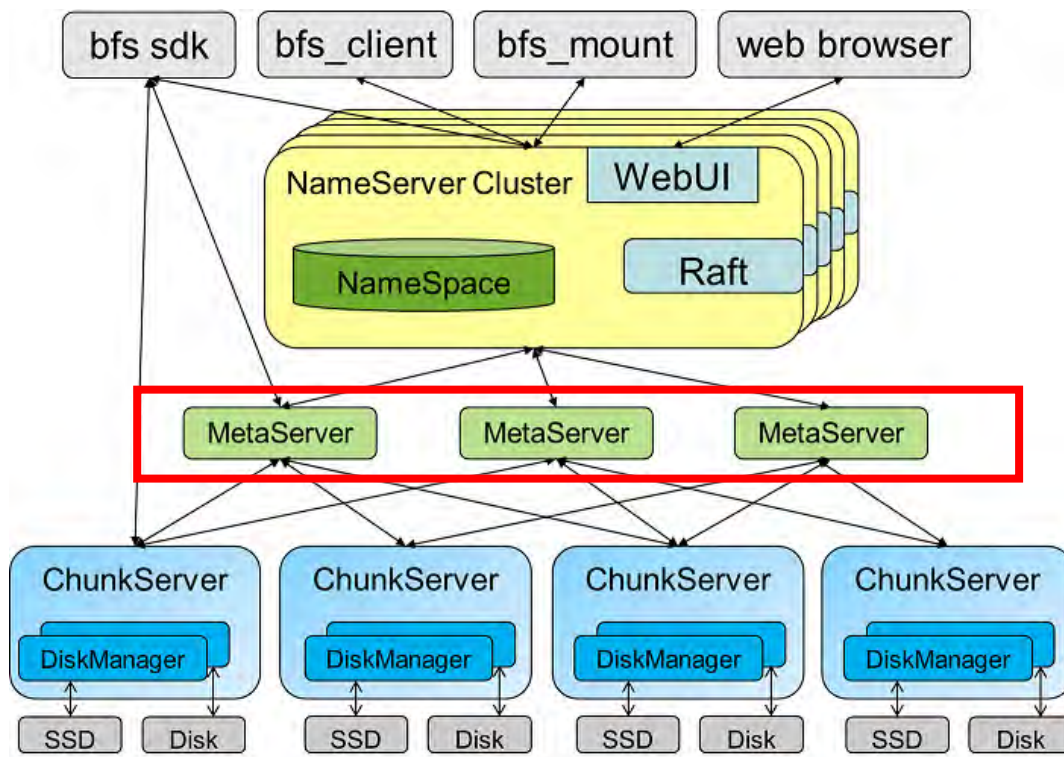 bfs sdk
bfs_client
bfs_mount
web browser
NameServer Cluster
WebUI
NameSpace
Raft
MetaServer
MetaServer
MetaServer
ChunkServer
ChunkServer
ChunkServer
ChunkServer
DiskManager
DiskManager
DiskManager
DiskManager
SSD
Disk
SSD
Disk
SSD
Disk
SSD
Disk